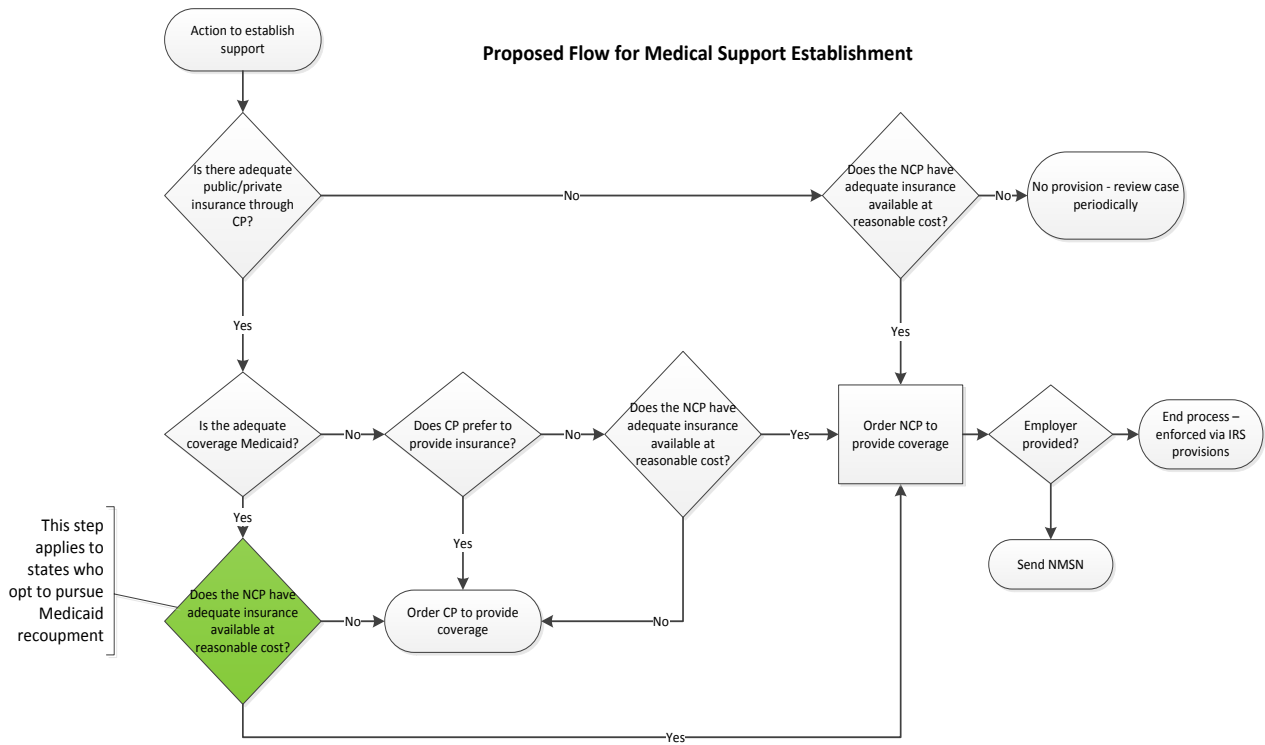 Action to establish
support
Proposed Flow for Medical Support Establishment
Is there adequate
public/private
insurance through
CP?
No
Does the NCP have
adequate insurance
available at
reasonable cost?
No
No provision - review case
periodically
Yes
Yes
Is the adequate
coverage Medicaid?
No
Does CP prefer to
provide insurance?
No
Does the NCP have
adequate insurance
available at
reasonable cost?
Yes
Order NCP to
provide coverage
Employer
provided?
End process –
enforced via IRS
provisions
Yes
Yes
Send NMSN
This step
applies to
states who
opt to pursue
Medicaid
recoupment
Does the NCP have
adequate insurance
available at
reasonable cost?
No
Order CP to provide
coverage
No
Yes